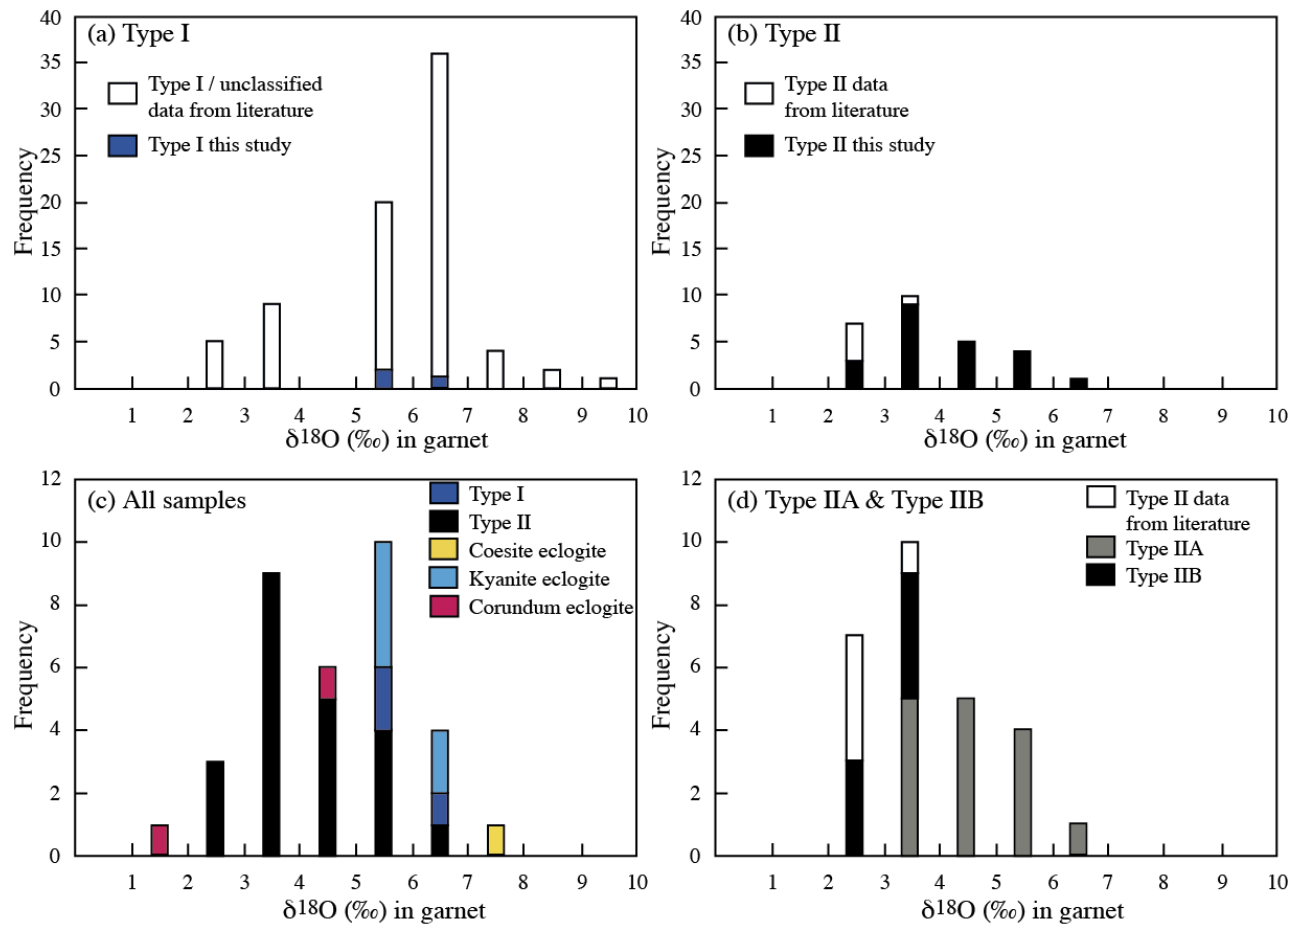 (a) Type I
Type I / unclassified
data from literature
Type I this study
Frequency
40
35
30
25
20
15
10
5
0
1 2 3 4 5 6 7 8 9 10
δ18O (‰) in garnet
(b) Type II
Type II data
from literature
Type II this study
Frequency
40
35
30
25
20
15
10
5
0
1 2 3 4 5 6 7 8 9 10
δ18O (‰) in garnet
(c) All samples
Type I
Type II
Coesite eclogite
Kyanite eclogite
Corundum eclogite
Frequency
12
10
8
6
4
2
0
1 2 3 4 5 6 7 8 9 10
δ18O (‰) in garnet
(d) Type IIA & Type IIB
Type II data
from literature
Type IIA
Type IIB
Frequency
12
10
8
6
4
2
0
1 2 3 4 5 6 7 8 9 10
δ18O (‰) in garnet